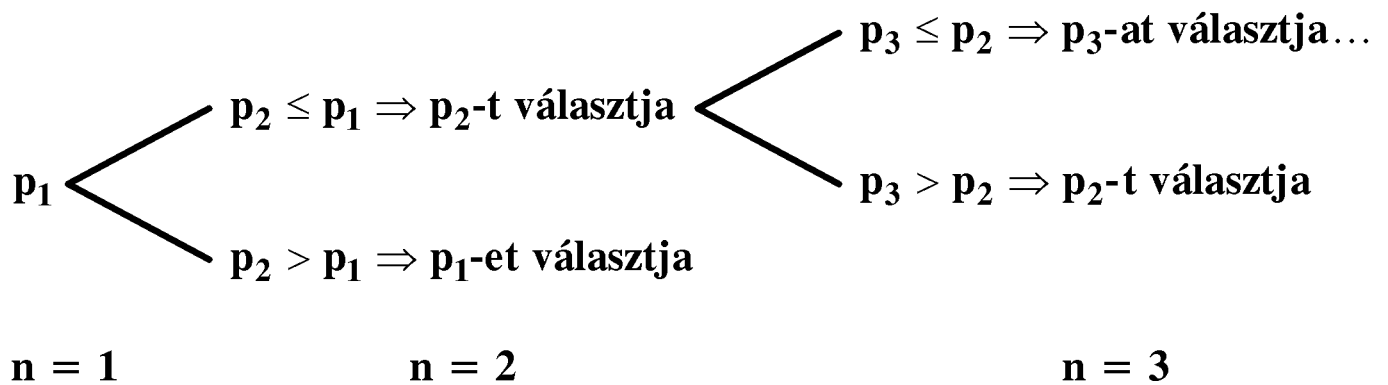 p₃ ≤ p₂ ⇒ p₃-at választja…
p₂ ≤ p₁ ⇒ p₂-t választja
p₁
p₃ > p₂ ⇒ p₂-t választja
p₂ > p₁ ⇒ p₁-et választja
n = 1 n = 2 n = 3